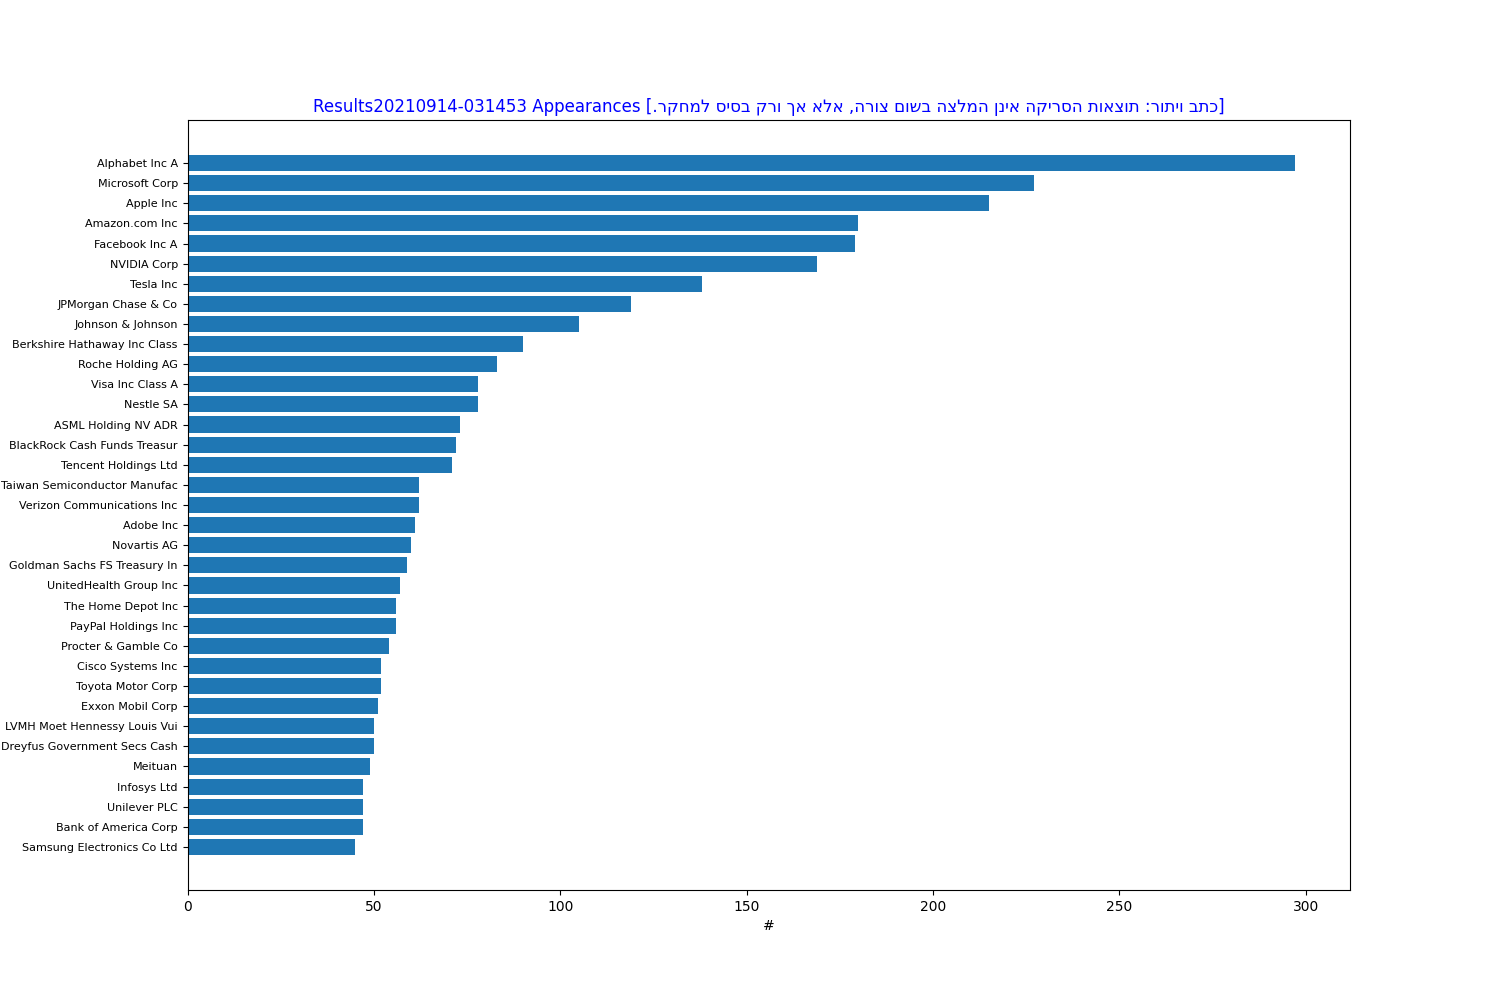 Results20210914-031453 Appearances [כתב ויתור: תוצאות הסריקה אינן המלצה בשום צורה, אלא אך ורק בסיס למחקר.]
Alphabet Inc A
Microsoft Corp
Apple Inc
Amazon.com Inc
Facebook Inc A
NVIDIA Corp
Tesla Inc
JPMorgan Chase & Co
Johnson & Johnson
Berkshire Hathaway Inc Class
Roche Holding AG
Visa Inc Class A
Nestle SA
ASML Holding NV ADR
BlackRock Cash Funds Treasur
Tencent Holdings Ltd
Taiwan Semiconductor Manufac
Verizon Communications Inc
Adobe Inc
Novartis AG
Goldman Sachs FS Treasury In
UnitedHealth Group Inc
The Home Depot Inc
PayPal Holdings Inc
Procter & Gamble Co
Cisco Systems Inc
Toyota Motor Corp
Exxon Mobil Corp
LVMH Moet Hennessy Louis Vui
Dreyfus Government Secs Cash
Meituan
Infosys Ltd
Unilever PLC
Bank of America Corp
Samsung Electronics Co Ltd
0 50 100 150 200 250 300
#